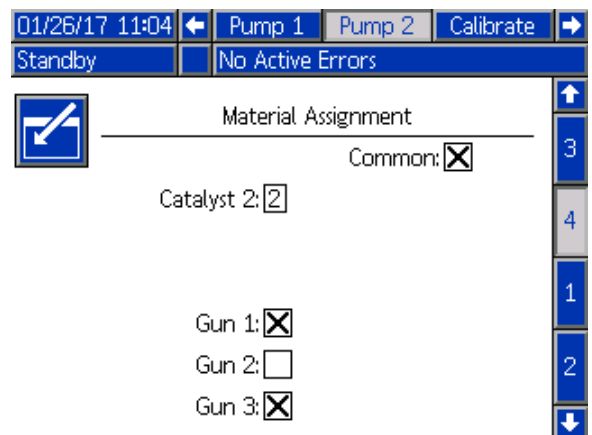 01/26/17 11:04 Pump 1 Pump 2 Calibrate
Standby No Active Errors
Material Assignment
Common:
3
Catalyst 2: 2
4
1
Gun 1:
Gun 2:
2
Gun 3: